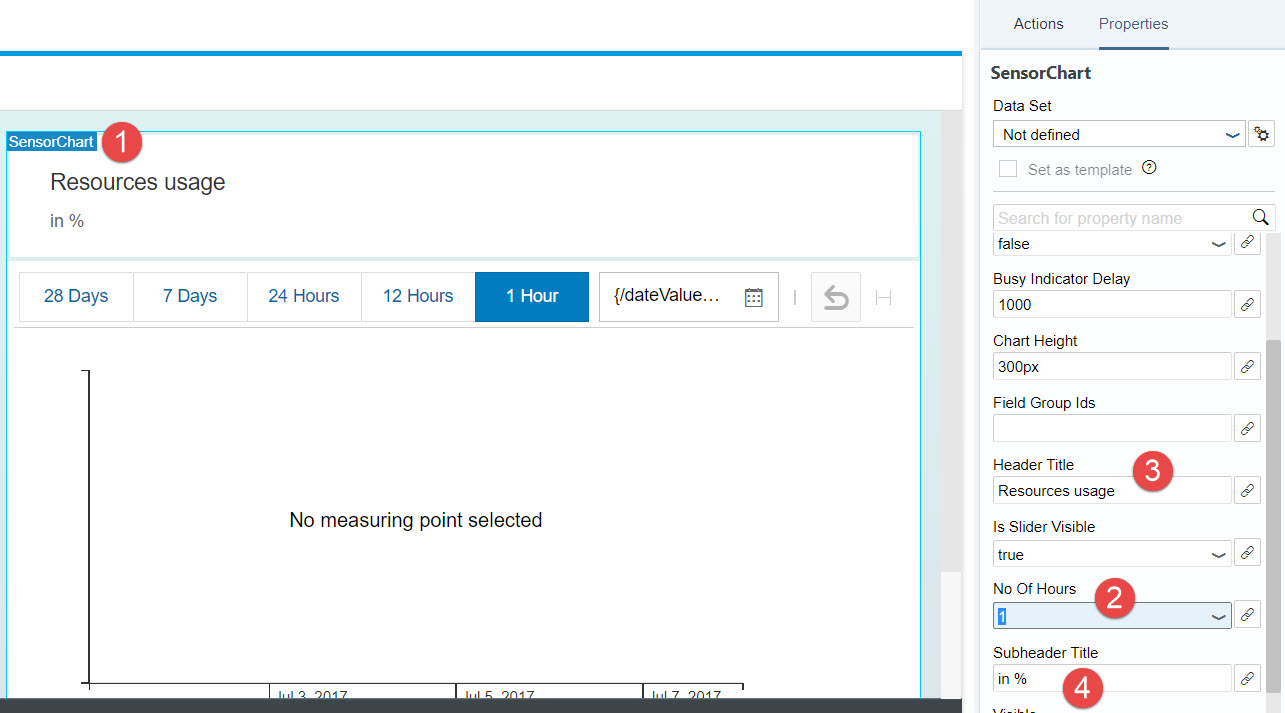 Actions Properties
SensorChart
Data Set
Not defined
Set as template ?
Search for property name
false
Busy Indicator Delay
1000
Chart Height
300px
Field Group Ids
Header Title 3
Resources usage
Is Slider Visible
true
No Of Hours 2
1
Subheader Title
in % 4
Visible
SensorChart 1
Resources usage
in %
28 Days 7 Days 24 Hours 12 Hours 1 Hour {/dateValue...
No measuring point selected
Jul 3, 2017 Jul 5, 2017 Jul 7, 2017